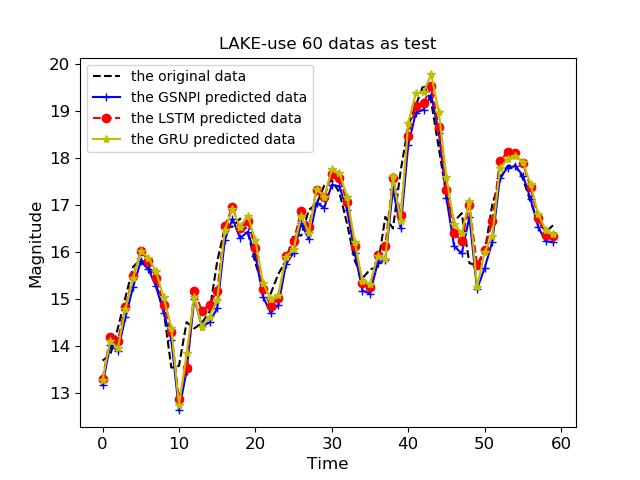 LAKE-use 60 datas as test
the original data
the GSNPI predicted data
the LSTM predicted data
the GRU predicted data
Magnitude
20
19
18
17
16
15
14
13
0 10 20 30 40 50 60
Time